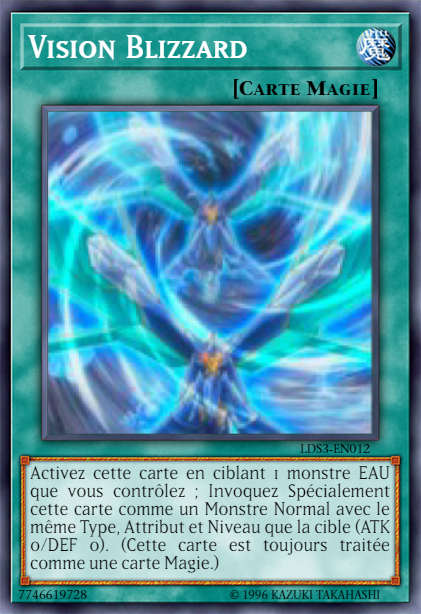 Vision Blizzard
魔
[Carte Magie]
LDS3-EN012
Activez cette carte en ciblant 1 monstre EAU
que vous contrôlez ; Invoquez Spécialement
cette carte comme un Monstre Normal avec le
même Type, Attribut et Niveau que la cible (ATK
0/DEF 0). (Cette carte est toujours traitée
comme une carte Magie.)
7746619728
© 1996 KAZUKI TAKAHASHI